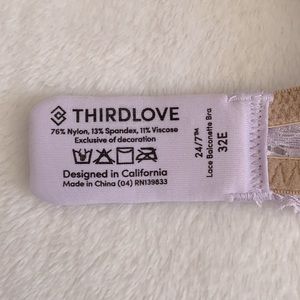 THIRDLOVE
76% Nylon, 13% Spandex, 11% Viscose
Exclusive of decoration
Designed in California
Made in China (04) RN139833
24/7™
Lace Balconette Bra
32E